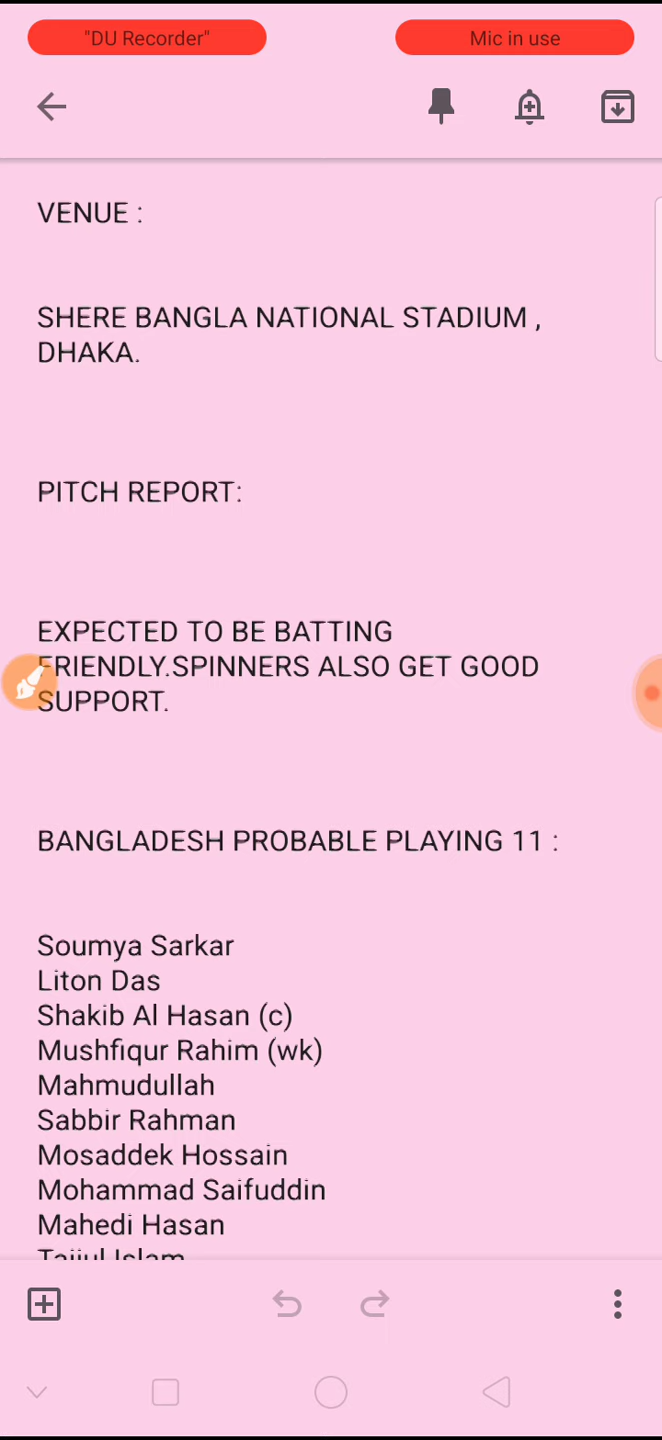 "DU Recorder"
Mic in use
VENUE :
SHERE BANGLA NATIONAL STADIUM ,
DHAKA.
PITCH REPORT:
EXPECTED TO BE BATTING
FRIENDLY.SPINNERS ALSO GET GOOD
SUPPORT.
BANGLADESH PROBABLE PLAYING 11 :
Soumya Sarkar
Liton Das
Shakib Al Hasan (c)
Mushfiqur Rahim (wk)
Mahmudullah
Sabbir Rahman
Mosaddek Hossain
Mohammad Saifuddin
Mahedi Hasan
Taijul Islam